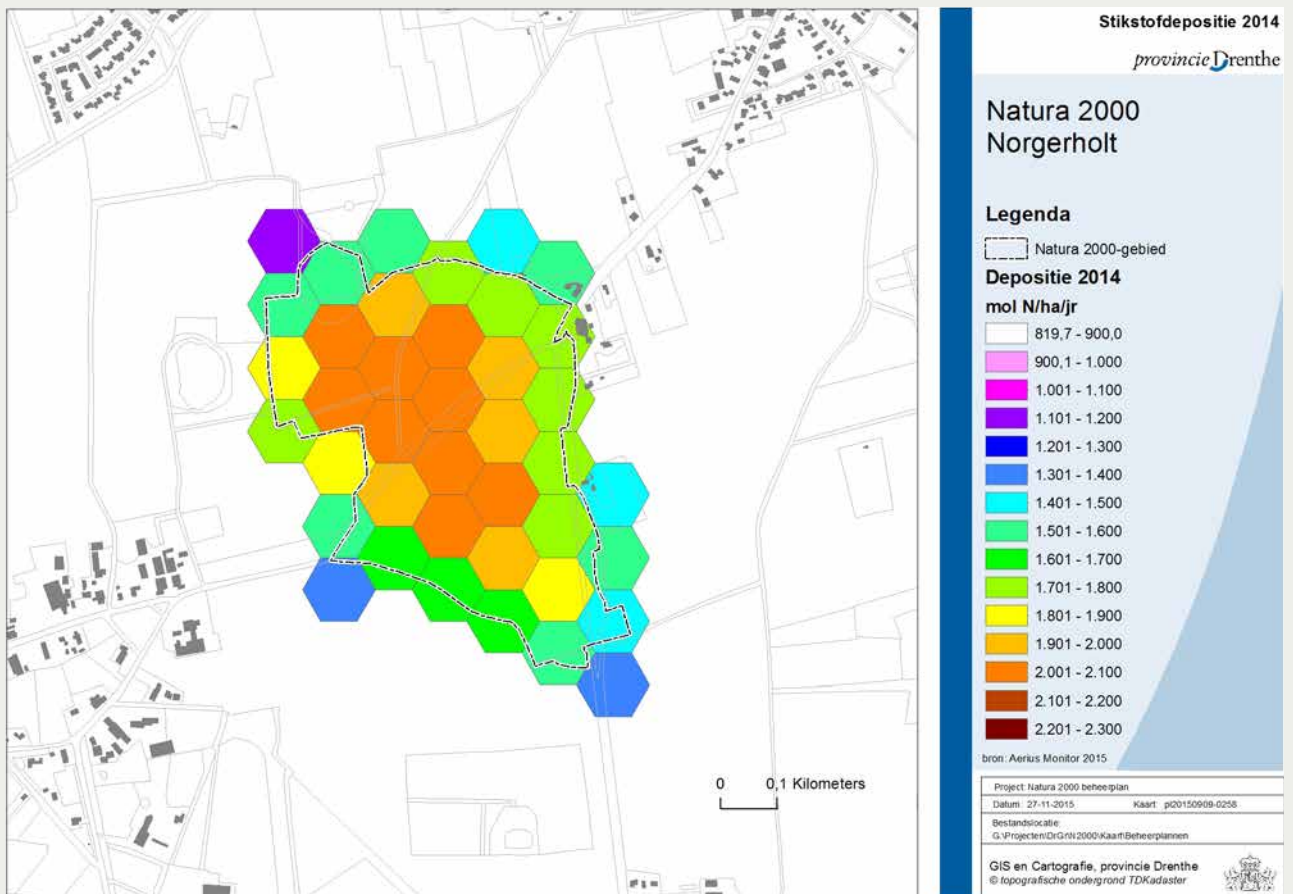 Stikstofdepositie 2014
provincie Drenthe
Natura 2000
Norgerholt
Legenda
Natura 2000-gebied
Depositie 2014
mol N/ha/jr
819,7 - 900,0
900,1 - 1.000
1.001 - 1.100
1.101 - 1.200
1.201 - 1.300
1.301 - 1.400
1.401 - 1.500
1.501 - 1.600
1.601 - 1.700
1.701 - 1.800
1.801 - 1.900
1.901 - 2.000
2.001 - 2.100
2.101 - 2.200
2.201 - 2.300
bron: Aerius Monitor 2015
0 0,1 Kilometers
Project: Natura 2000 beheerplan
Datum: 27-11-2015 Kaart: pl20150909-0258
Bestandslocatie:
GIS en Cartografie, provincie Drenthe
© topografische ondergrond TDKadaster